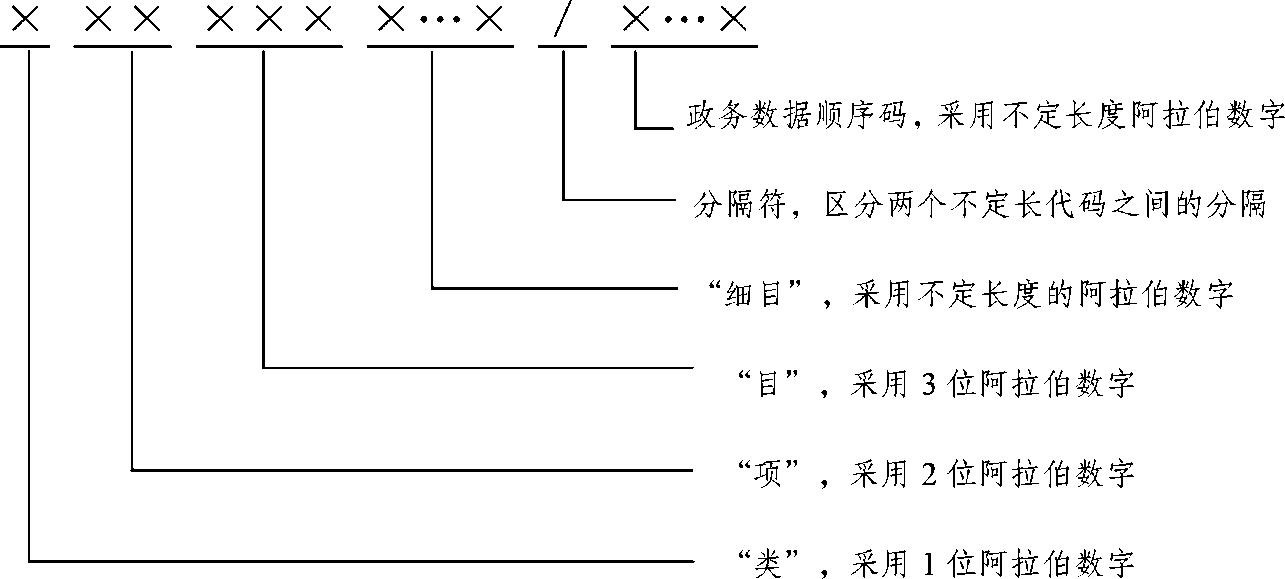 × ×× ××× ×…× / ×…×
政务数据顺序码,采用不定长度阿拉伯数字
分隔符,区分两个不定长代码之间的分隔
“细目”,采用不定长度的阿拉伯数字
“目”,采用3位阿拉伯数字
“项”,采用2位阿拉伯数字
“类”,采用1位阿拉伯数字